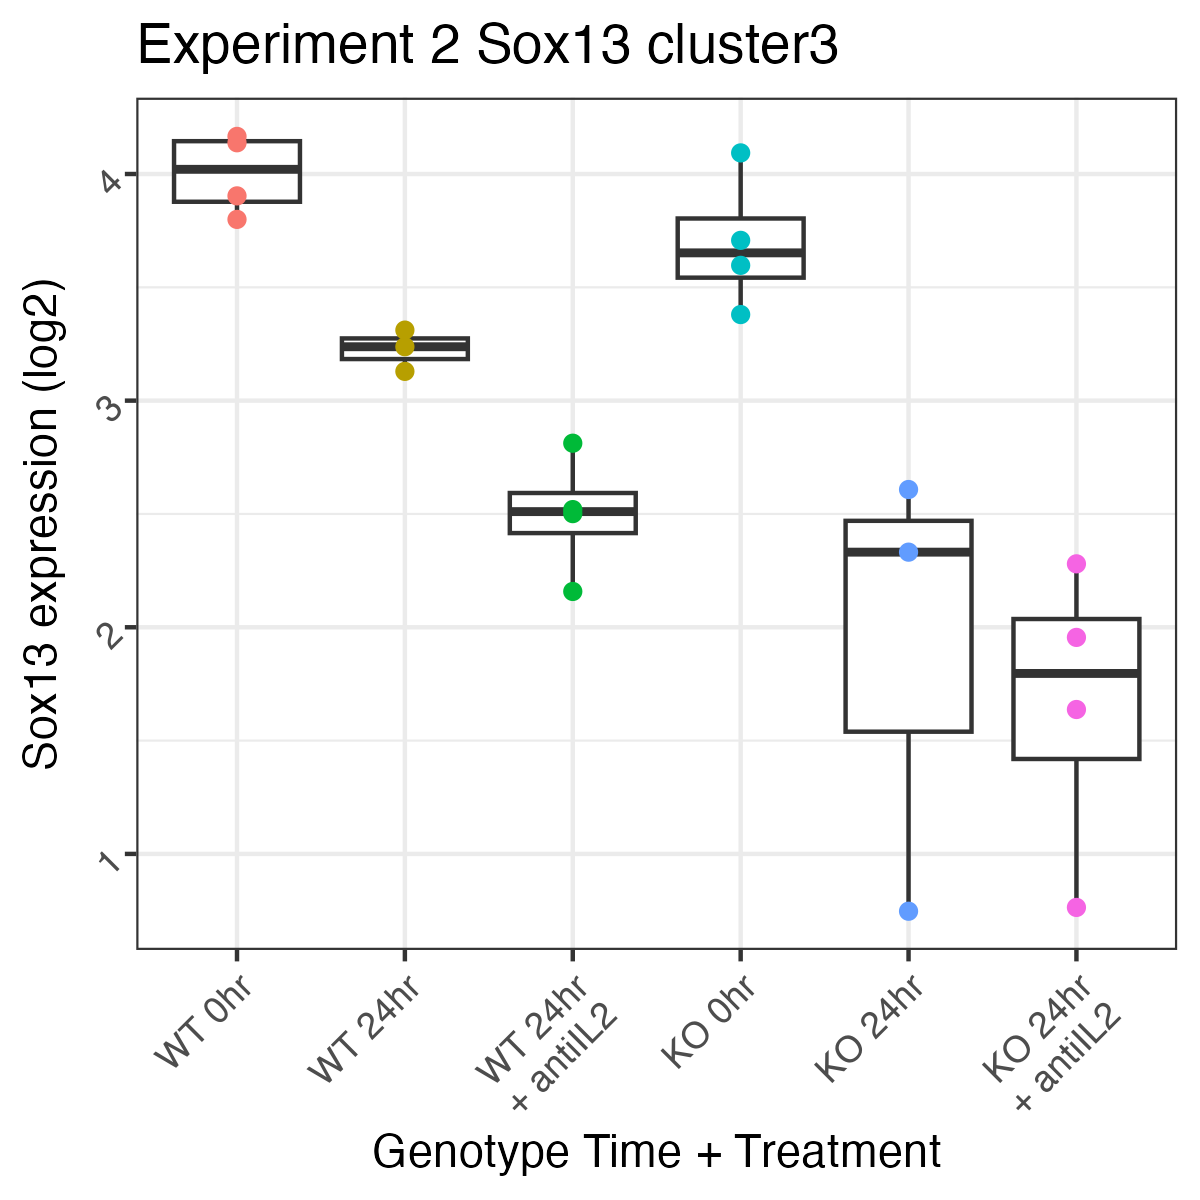 Experiment 2 Sox13 cluster3
Sox13 expression (log2)
4
3
2
1
WT 0hr
WT 24hr
WT 24hr
+ antiIL2
KO 0hr
KO 24hr
KO 24hr
+ antiIL2
Genotype Time + Treatment